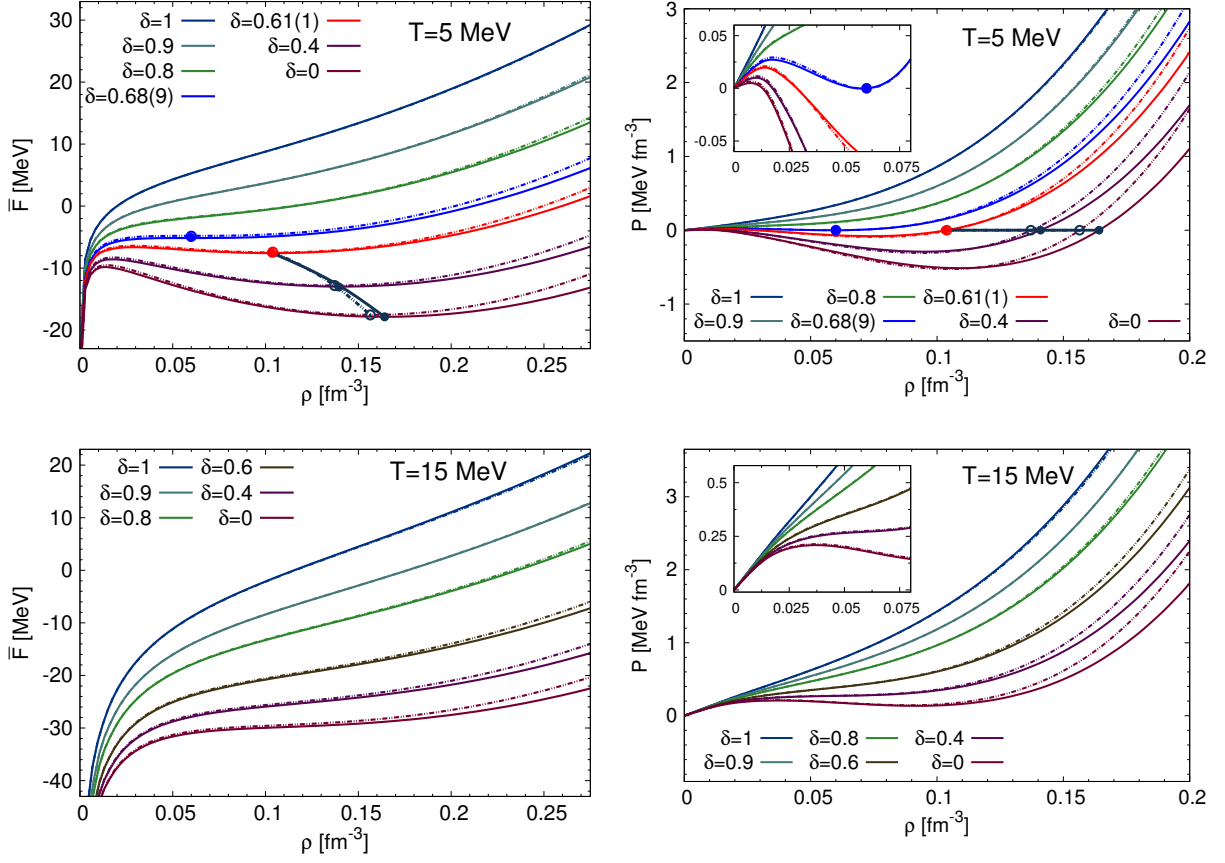 δ=1 δ=0.61(1) T=5 MeV
δ=0.9 δ=0.4
δ=0.8 δ=0
δ=0.68(9)
30
20
10
0
-10
-20
F̅ [MeV]
0 0.05 0.1 0.15 0.2 0.25
ρ [fm⁻³]
T=5 MeV
0.05
0
-0.05
0 0.025 0.05 0.075
4
3
2
1
0
-1
P [MeV fm⁻³]
δ=1 δ=0.8 δ=0.61(1)
δ=0.9 δ=0.68(9) δ=0.4 δ=0
0 0.05 0.1 0.15 0.2
ρ [fm⁻³]
δ=1 δ=0.6 T=15 MeV
δ=0.9 δ=0.4
δ=0.8 δ=0
20
10
0
-10
-20
-30
-40
F̅ [MeV]
0 0.05 0.1 0.15 0.2 0.25
ρ [fm⁻³]
T=15 MeV
0.5
0.25
0
0 0.025 0.05 0.075
3
2
1
0
P [MeV fm⁻³]
δ=1 δ=0.8 δ=0.4
δ=0.9 δ=0.6 δ=0
0 0.05 0.1 0.15 0.2
ρ [fm⁻³]